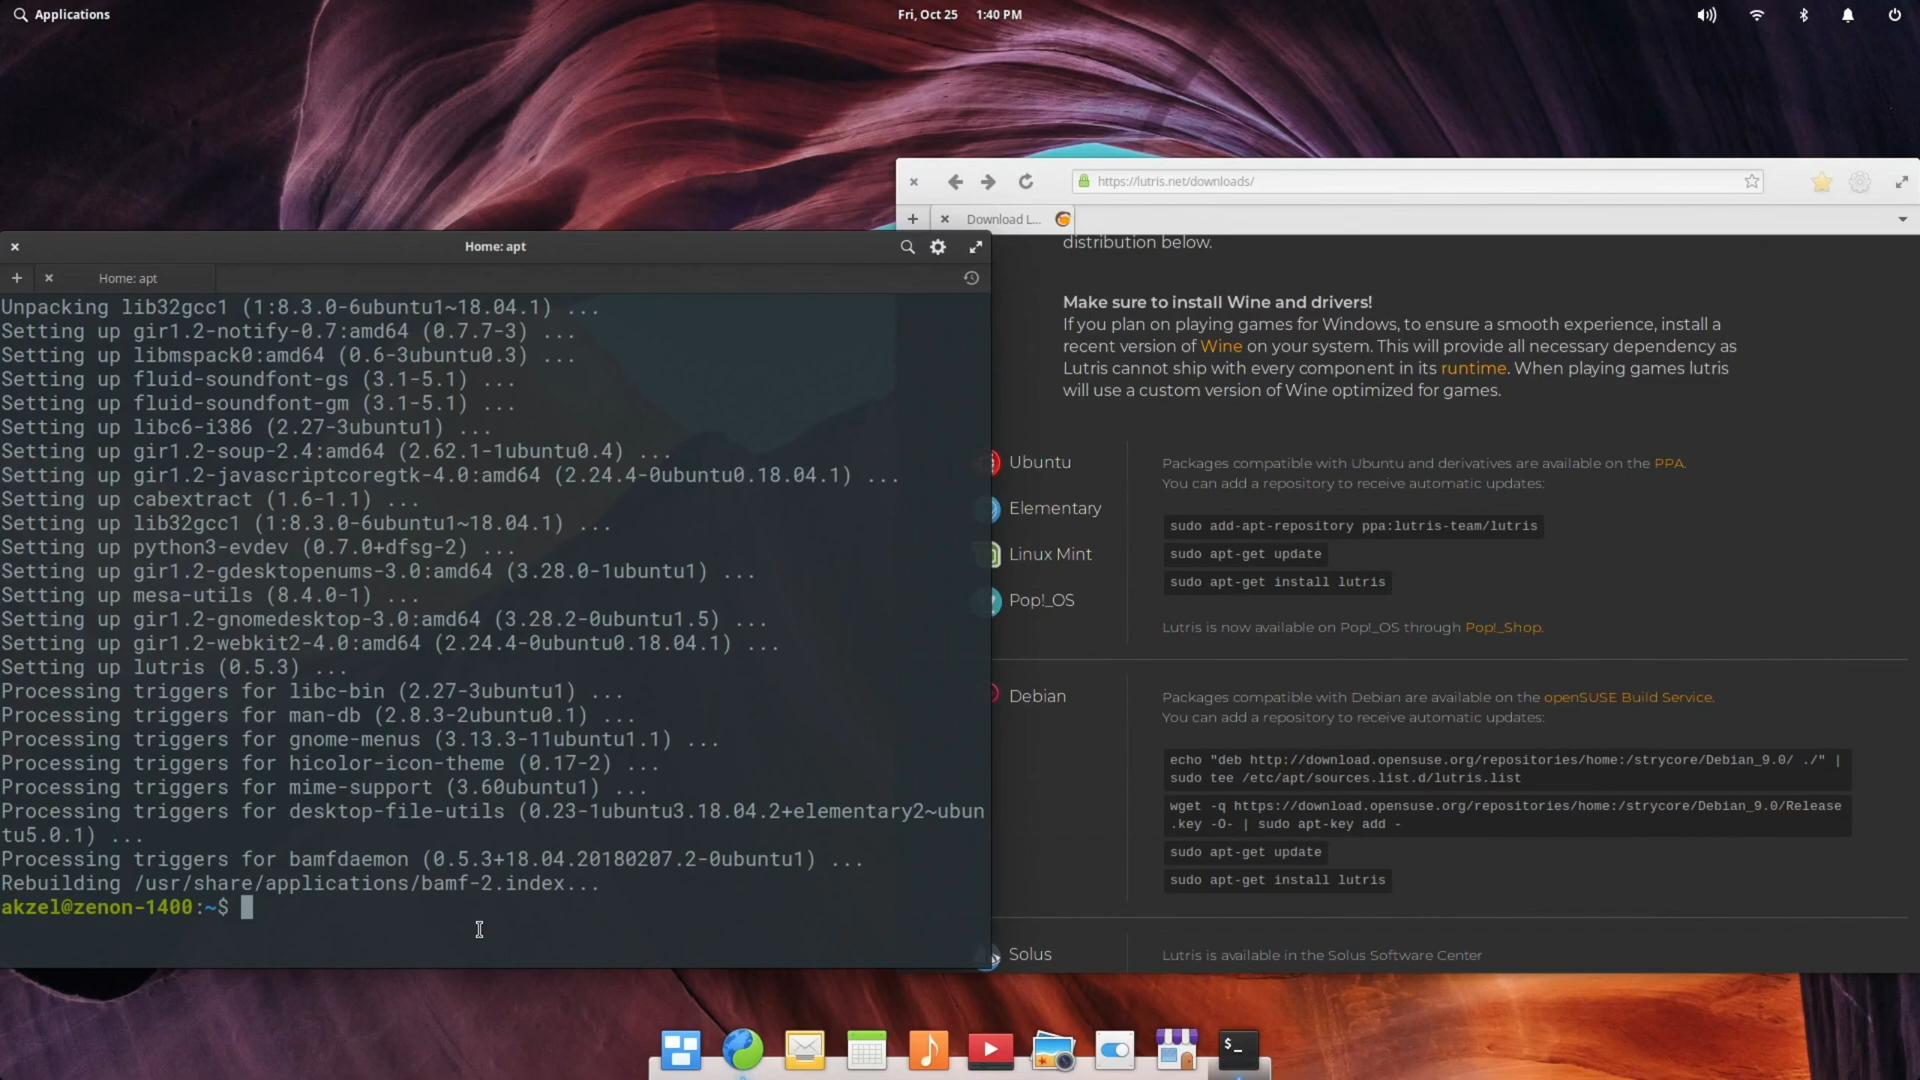 Applications
Fri, Oct 25 1:40 PM
https://lutris.net/downloads/
Download L...
distribution below.
Make sure to install Wine and drivers!
If you plan on playing games for Windows, to ensure a smooth experience, install a
recent version of Wine on your system. This will provide all necessary dependency as
Lutris cannot ship with every component in its runtime. When playing games lutris
will use a custom version of Wine optimized for games.
Ubuntu
Elementary
Linux Mint
Pop!_OS
Packages compatible with Ubuntu and derivatives are available on the PPA.
You can add a repository to receive automatic updates:
sudo add-apt-repository ppa:lutris-team/lutris
sudo apt-get update
sudo apt-get install lutris
Lutris is now available on Pop!_OS through Pop!_Shop.
Debian
Packages compatible with Debian are available on the openSUSE Build Service.
You can add a repository to receive automatic updates:
echo "deb http://download.opensuse.org/repositories/home:/strycore/Debian_9.0/ ./" |
sudo tee /etc/apt/sources.list.d/lutris.list
wget -q https://download.opensuse.org/repositories/home:/strycore/Debian_9.0/Release
.key -O- | sudo apt-key add -
sudo apt-get update
sudo apt-get install lutris
Solus
Lutris is available in the Solus Software Center
Home: apt
Home: apt
Unpacking lib32gcc1 (1:8.3.0-6ubuntu1~18.04.1) ...
Setting up gir1.2-notify-0.7:amd64 (0.7.7-3) ...
Setting up libmspack0:amd64 (0.6-3ubuntu0.3) ...
Setting up fluid-soundfont-gs (3.1-5.1) ...
Setting up fluid-soundfont-gm (3.1-5.1) ...
Setting up libc6-i386 (2.27-3ubuntu1) ...
Setting up gir1.2-soup-2.4:amd64 (2.62.1-1ubuntu0.4) ...
Setting up gir1.2-javascriptcoregtk-4.0:amd64 (2.24.4-0ubuntu0.18.04.1) ...
Setting up cabextract (1.6-1.1) ...
Setting up lib32gcc1 (1:8.3.0-6ubuntu1~18.04.1) ...
Setting up python3-evdev (0.7.0+dfsg-2) ...
Setting up gir1.2-gdesktopenums-3.0:amd64 (3.28.0-1ubuntu1) ...
Setting up mesa-utils (8.4.0-1) ...
Setting up gir1.2-gnomedesktop-3.0:amd64 (3.28.2-0ubuntu1.5) ...
Setting up gir1.2-webkit2-4.0:amd64 (2.24.4-0ubuntu0.18.04.1) ...
Setting up lutris (0.5.3) ...
Processing triggers for libc-bin (2.27-3ubuntu1) ...
Processing triggers for man-db (2.8.3-2ubuntu0.1) ...
Processing triggers for gnome-menus (3.13.3-11ubuntu1.1) ...
Processing triggers for hicolor-icon-theme (0.17-2) ...
Processing triggers for mime-support (3.60ubuntu1) ...
Processing triggers for desktop-file-utils (0.23-1ubuntu3.18.04.2+elementary2~ubun
tu5.0.1) ...
Processing triggers for bamfdaemon (0.5.3+18.04.20180207.2-0ubuntu1) ...
Rebuilding /usr/share/applications/bamf-2.index...
akzel@zenon-1400:~$
$_